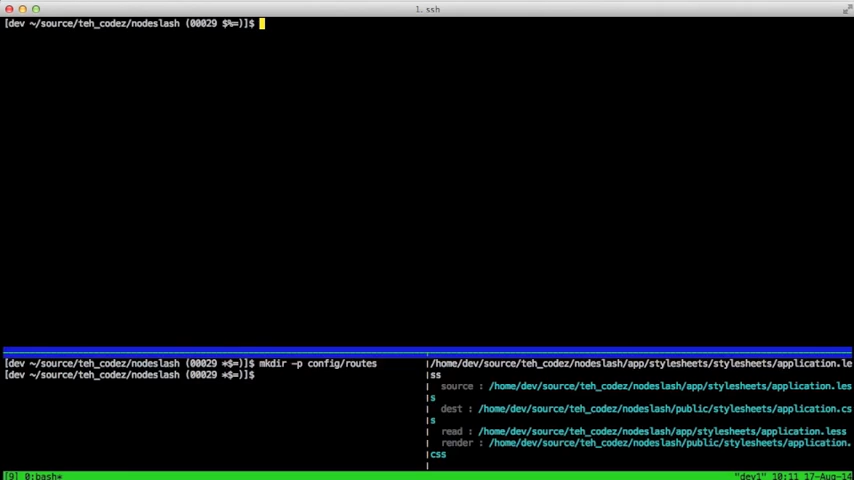 1. ssh
[dev ~/source/teh_codez/nodeslash (00029 $%=)]$
[dev ~/source/teh_codez/nodeslash (00029 *$=)]$ mkdir -p config/routes
[dev ~/source/teh_codez/nodeslash (00029 *$=)]$
/home/dev/source/teh_codez/nodeslash/app/stylesheets/application.le
ss
source : /home/dev/source/teh_codez/nodeslash/app/stylesheets/application.les
s
dest : /home/dev/source/teh_codez/nodeslash/public/stylesheets/application.cs
s
read : /home/dev/source/teh_codez/nodeslash/app/stylesheets/application.less
render : /home/dev/source/teh_codez/nodeslash/public/stylesheets/application.
css
[9] 0:bash* "dev1" 10:11 17-Aug-14